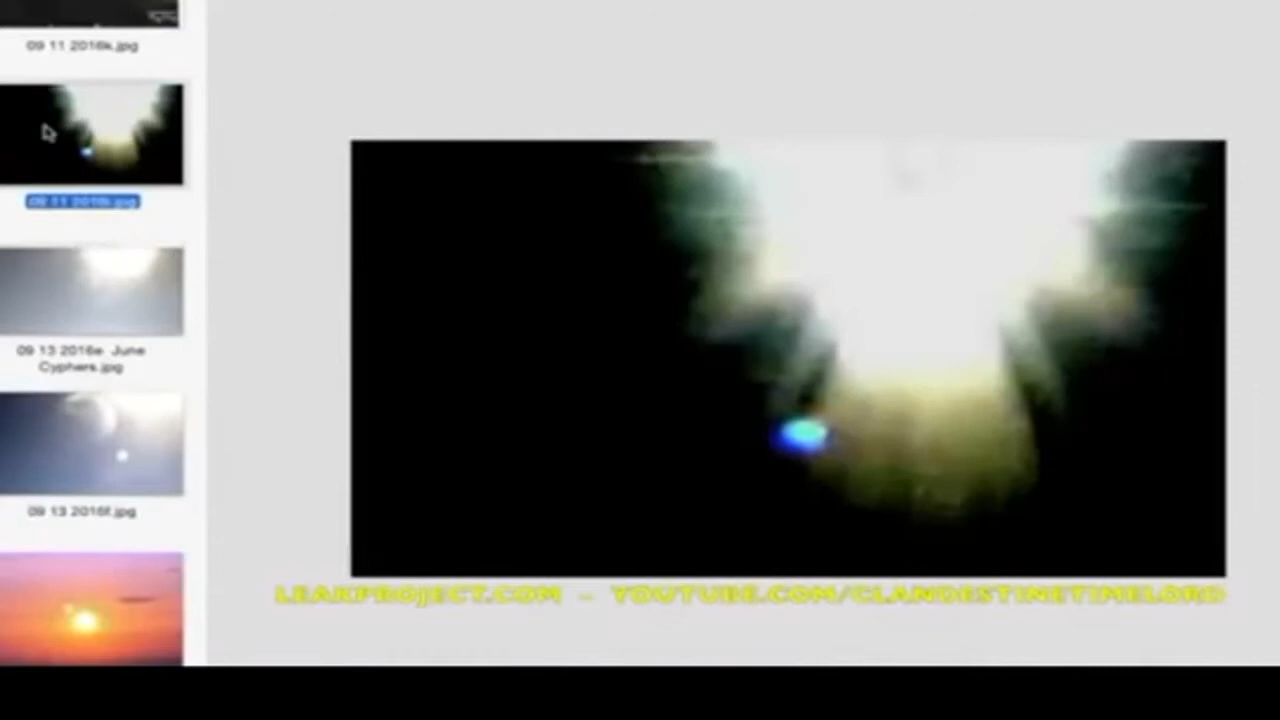 09 11 2016k.jpg
09 13 2016e June
Cyphers.jpg
09 13 2016f.jpg
LEAKPROJECT.COM - YOUTUBE.COM/CLANDESTINETIMELORD